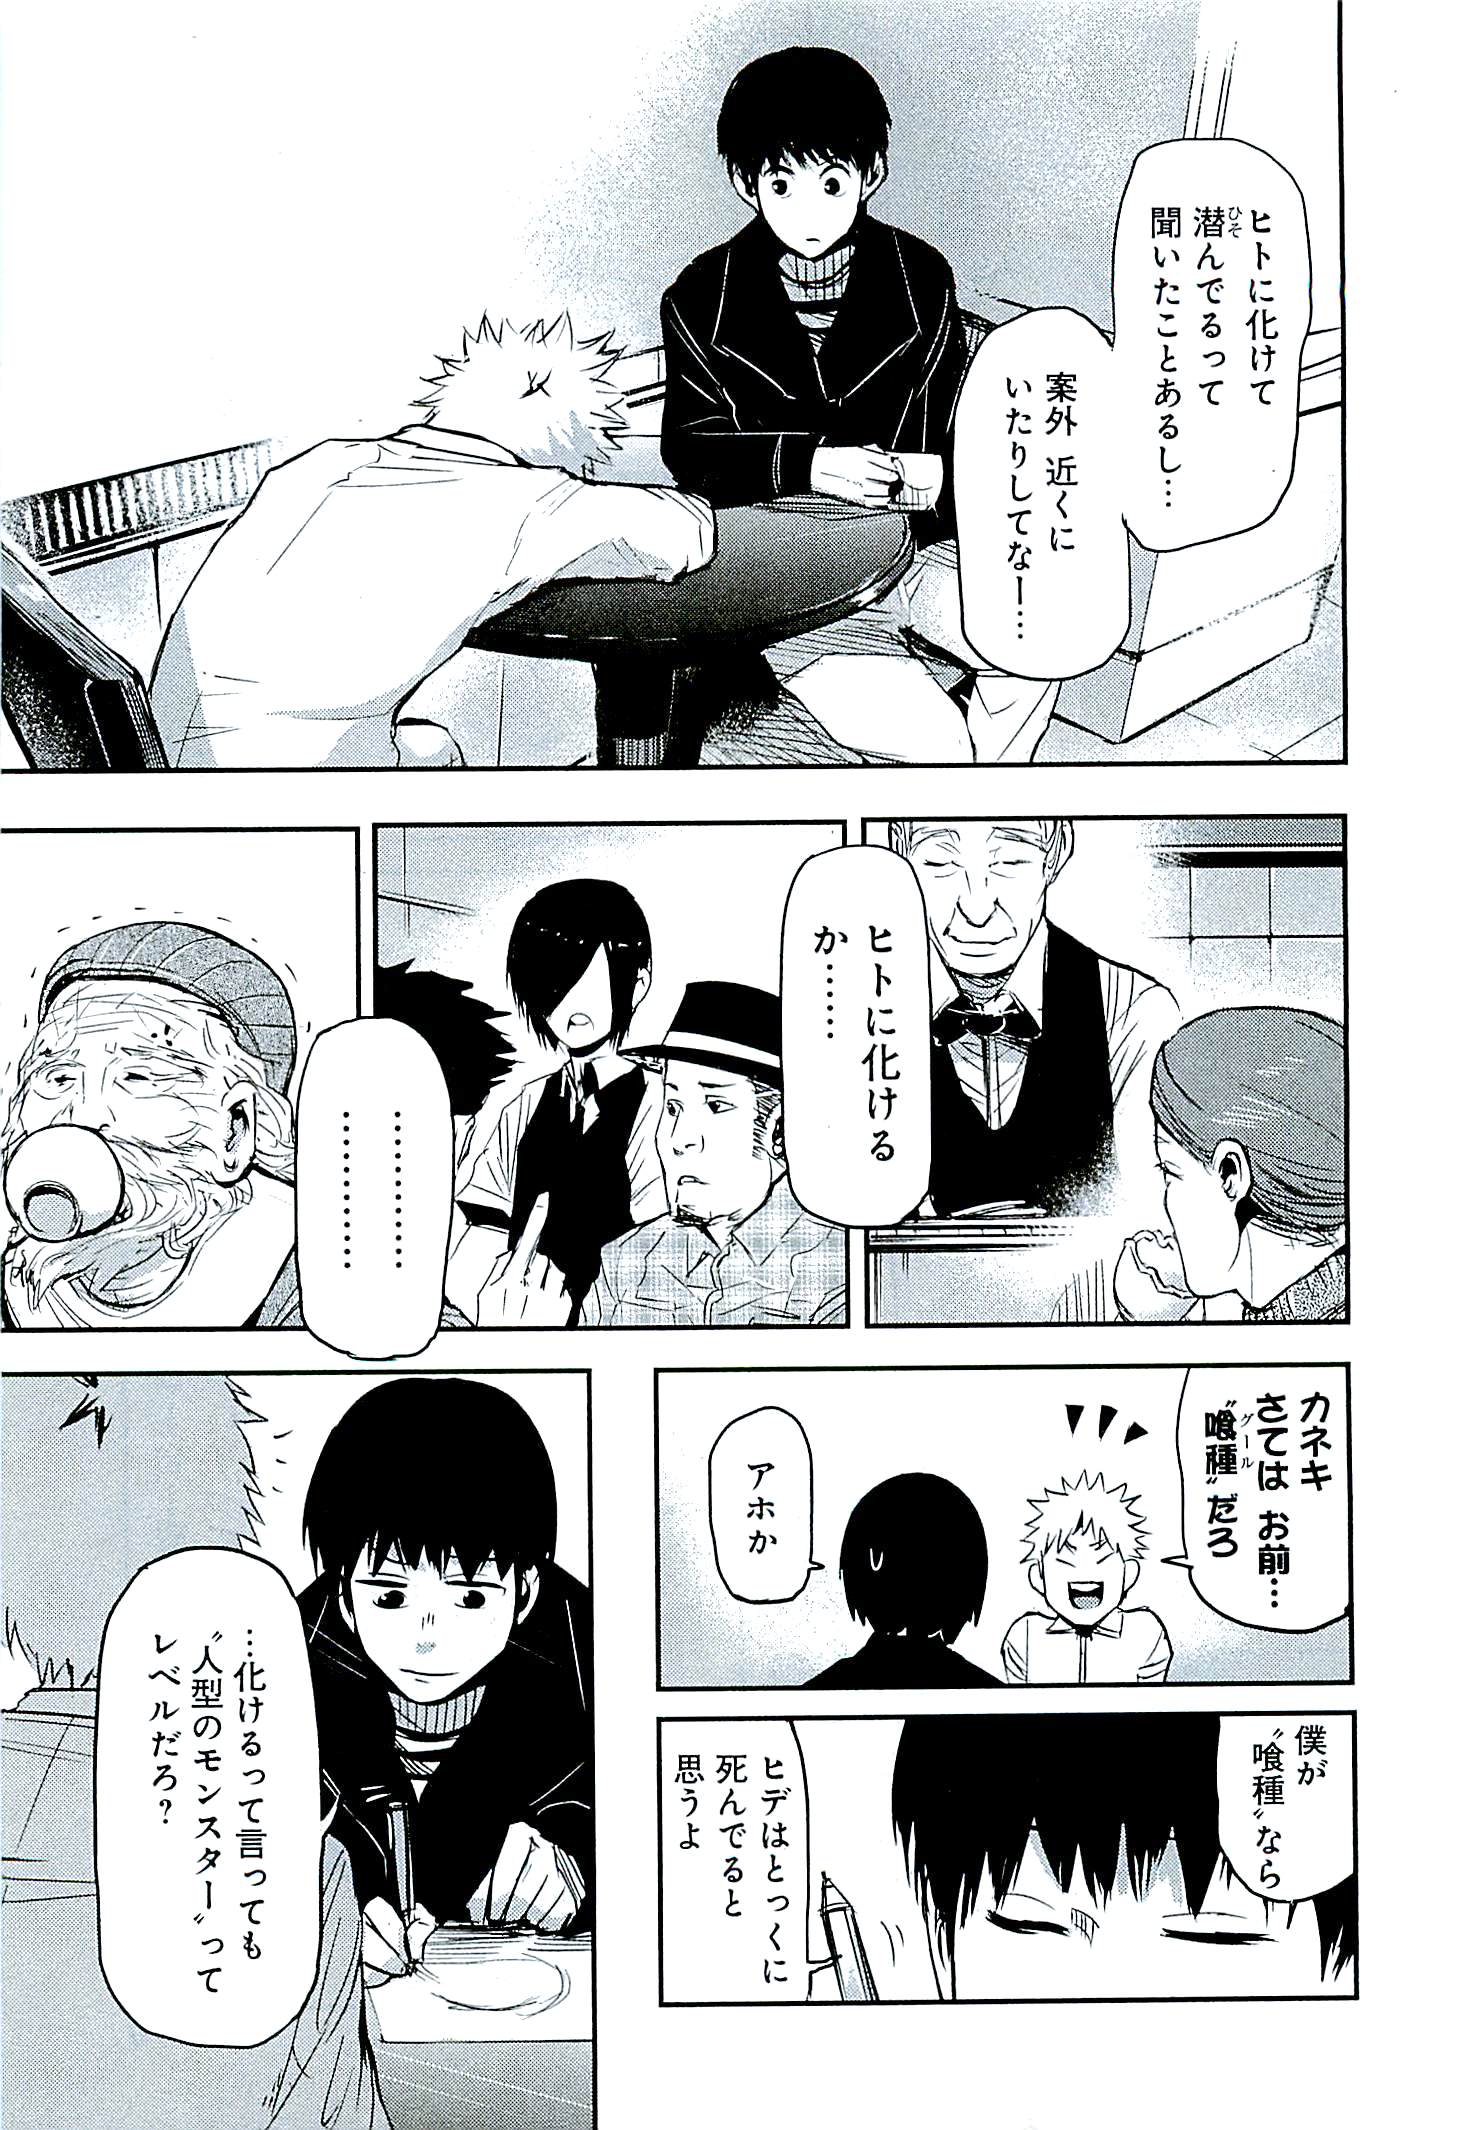 ヒトに化けて
潜んでるって
ひそ
聞いたことあるし…
案外 近くに
いたりしてなー…
ヒトに化ける
か……
………
………
カネキ
さては お前…
〝喰種〟だろ
グール
アホか
僕が
〝喰種〟なら
ヒデはとっくに
死んでると
思うよ
…化けるって言っても
〝人型のモンスター〟って
レベルだろ?